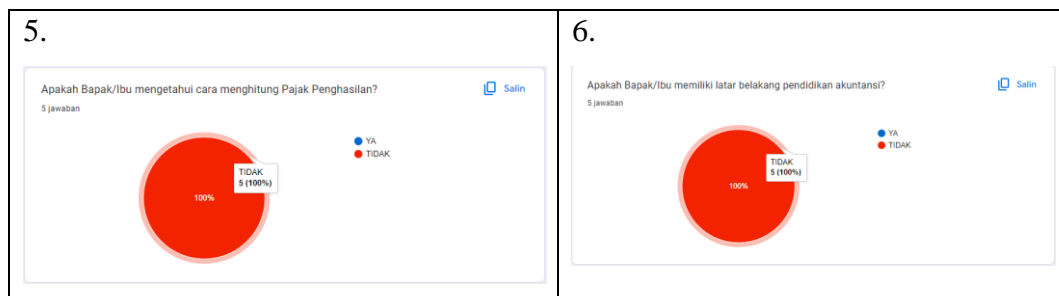 5.
Apakah Bapak/Ibu mengetahui cara menghitung Pajak Penghasilan?
Salin
5 jawaban
YA
TIDAK
TIDAK
5 (100%)
100%
6.
Apakah Bapak/Ibu memiliki latar belakang pendidikan akuntansi?
Salin
5 jawaban
YA
TIDAK
TIDAK
5 (100%)
100%